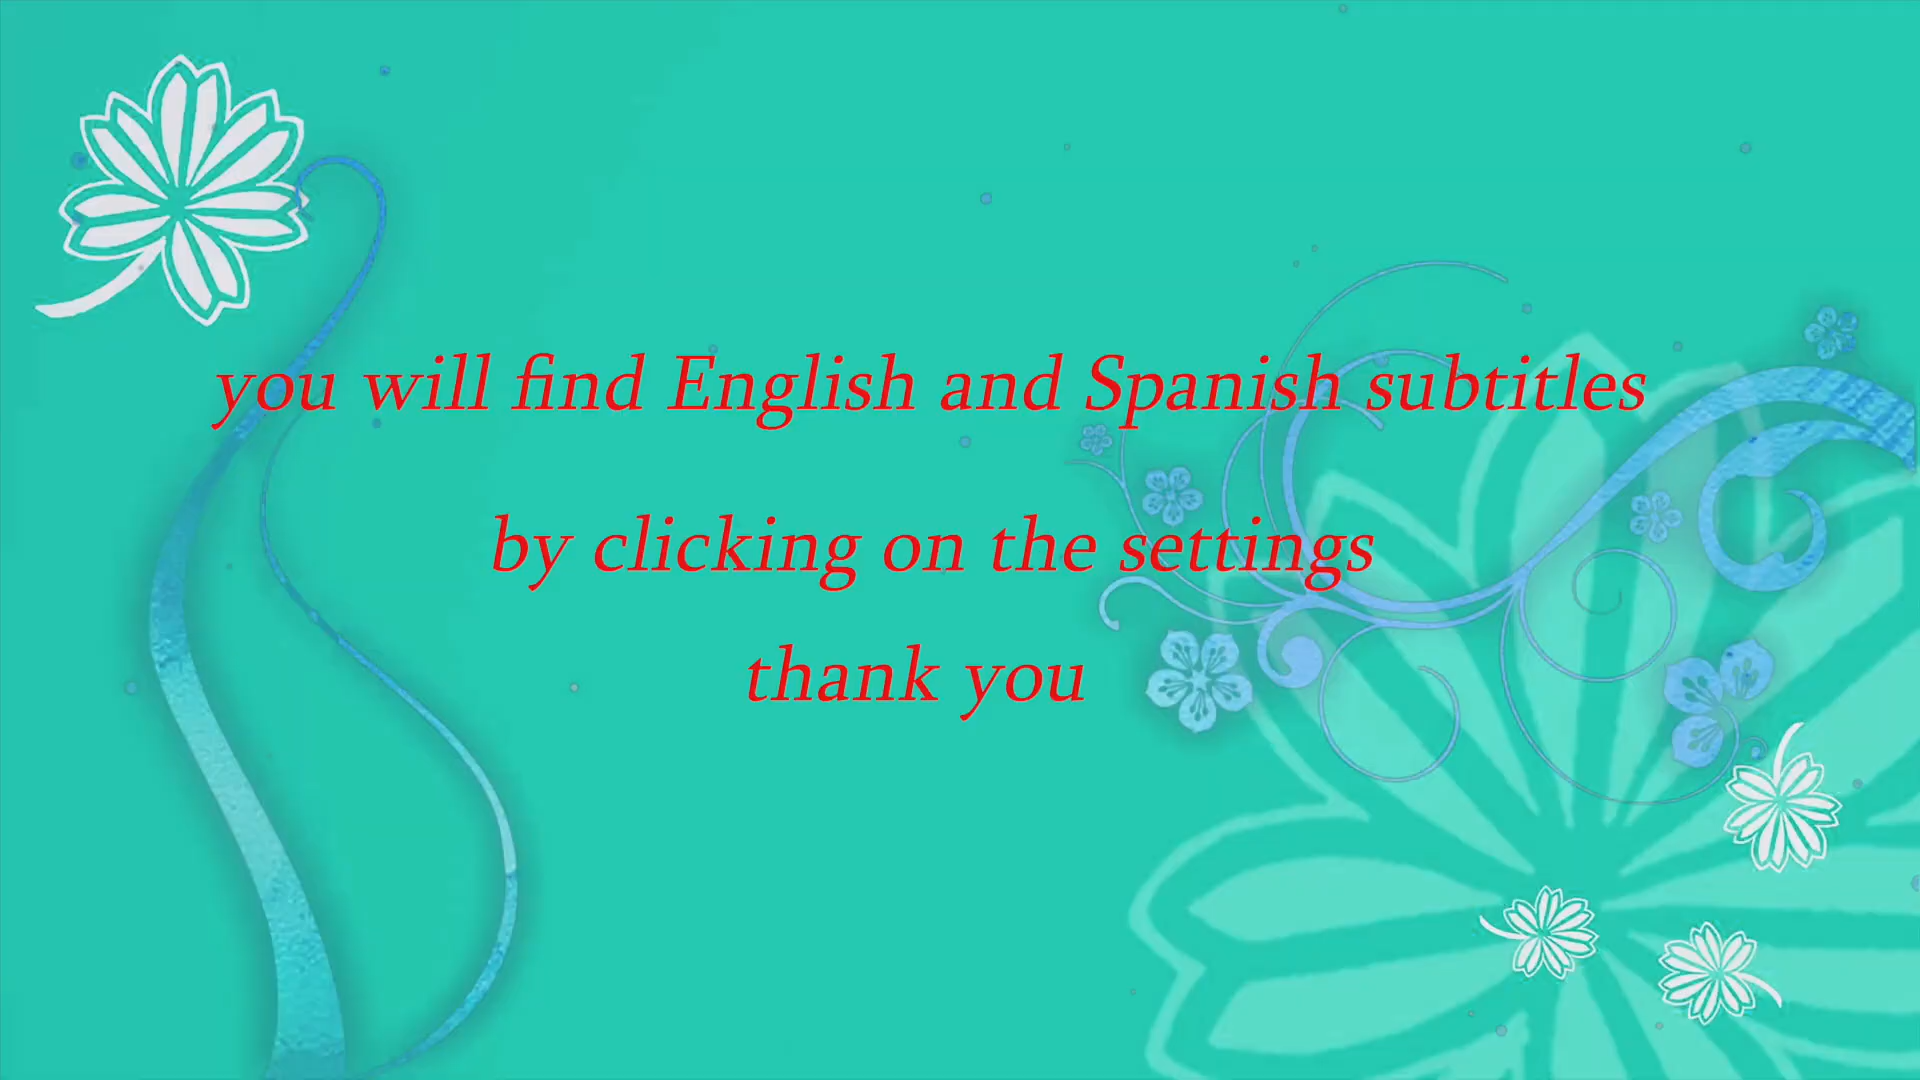 you will find English and Spanish subtitles
by clicking on the settings
thank you